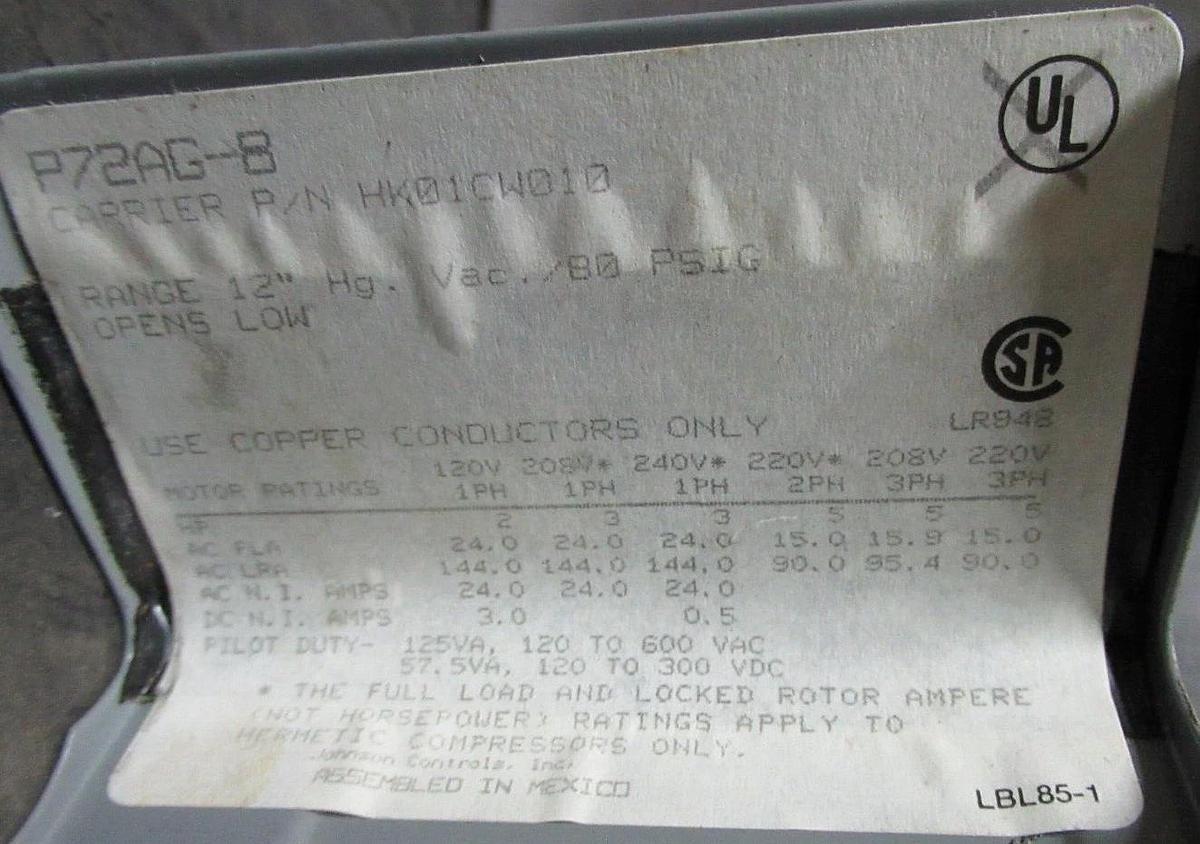 UL
P72AG-B
CARRIER P/N HK01CW010
RANGE 12" Hg. Vac./80 PSIG
OPENS LOW
SA
LR948
USE COPPER CONDUCTORS ONLY
120V 208V* 240V* 220V* 208V 220V
MOTOR RATINGS 1PH 1PH 1PH 2PH 3PH 3PH
HP 2 3 3 5 5 5
AC FLA 24.0 24.0 24.0 15.0 15.9 15.0
AC LRA 144.0 144.0 144.0 90.0 95.4 90.0
AC N.I. AMPS 24.0 24.0 24.0
DC N.I. AMPS 3.0 0.5
PILOT DUTY- 125VA, 120 TO 600 VAC
57.5VA, 120 TO 300 VDC
* THE FULL LOAD AND LOCKED ROTOR AMPERE
(NOT HORSEPOWER) RATINGS APPLY TO
HERMETIC COMPRESSORS ONLY.
Johnson Controls, Inc.
ASSEMBLED IN MEXICO
LBL85-1